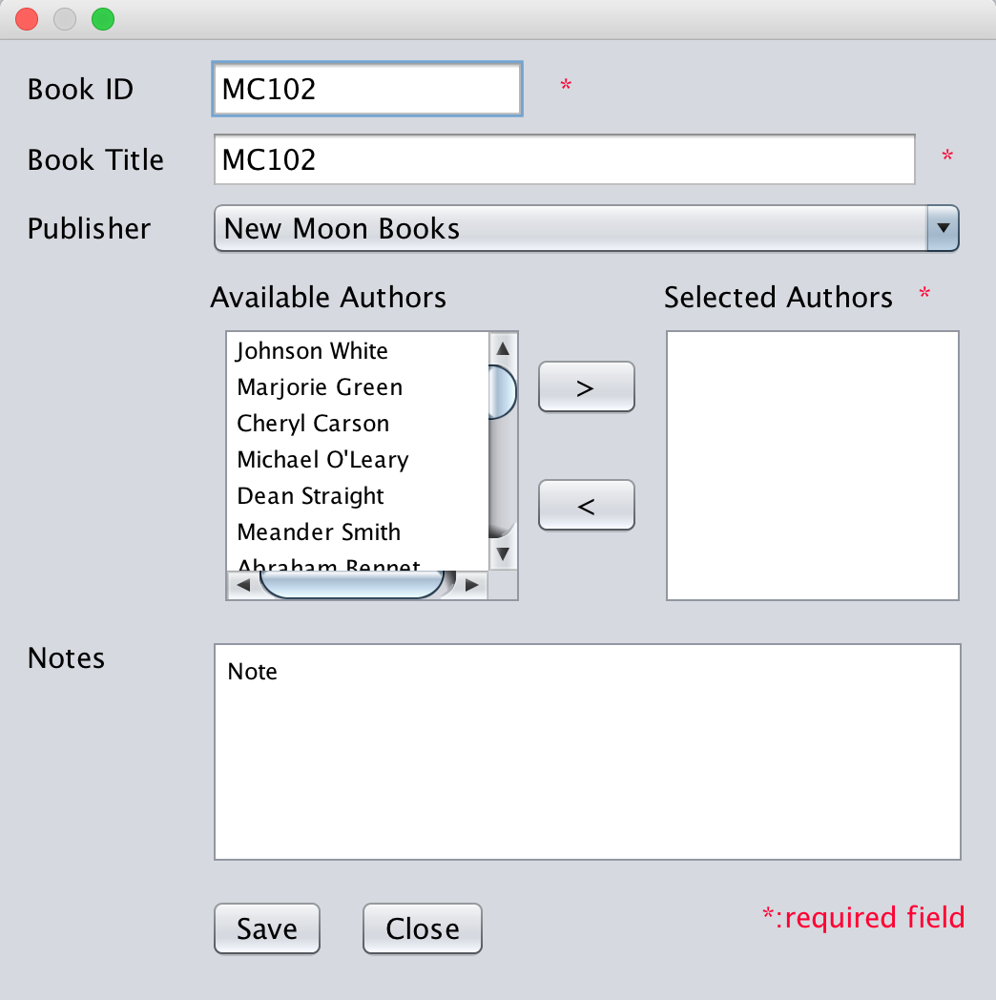 Book ID MC102 *
Book Title MC102 *
Publisher New Moon Books
Available Authors Selected Authors *
Johnson White
Marjorie Green
>
Cheryl Carson
Michael O'Leary
Dean Straight
<
Meander Smith
Abraham Bennet
Notes
Note
Save Close *:required field